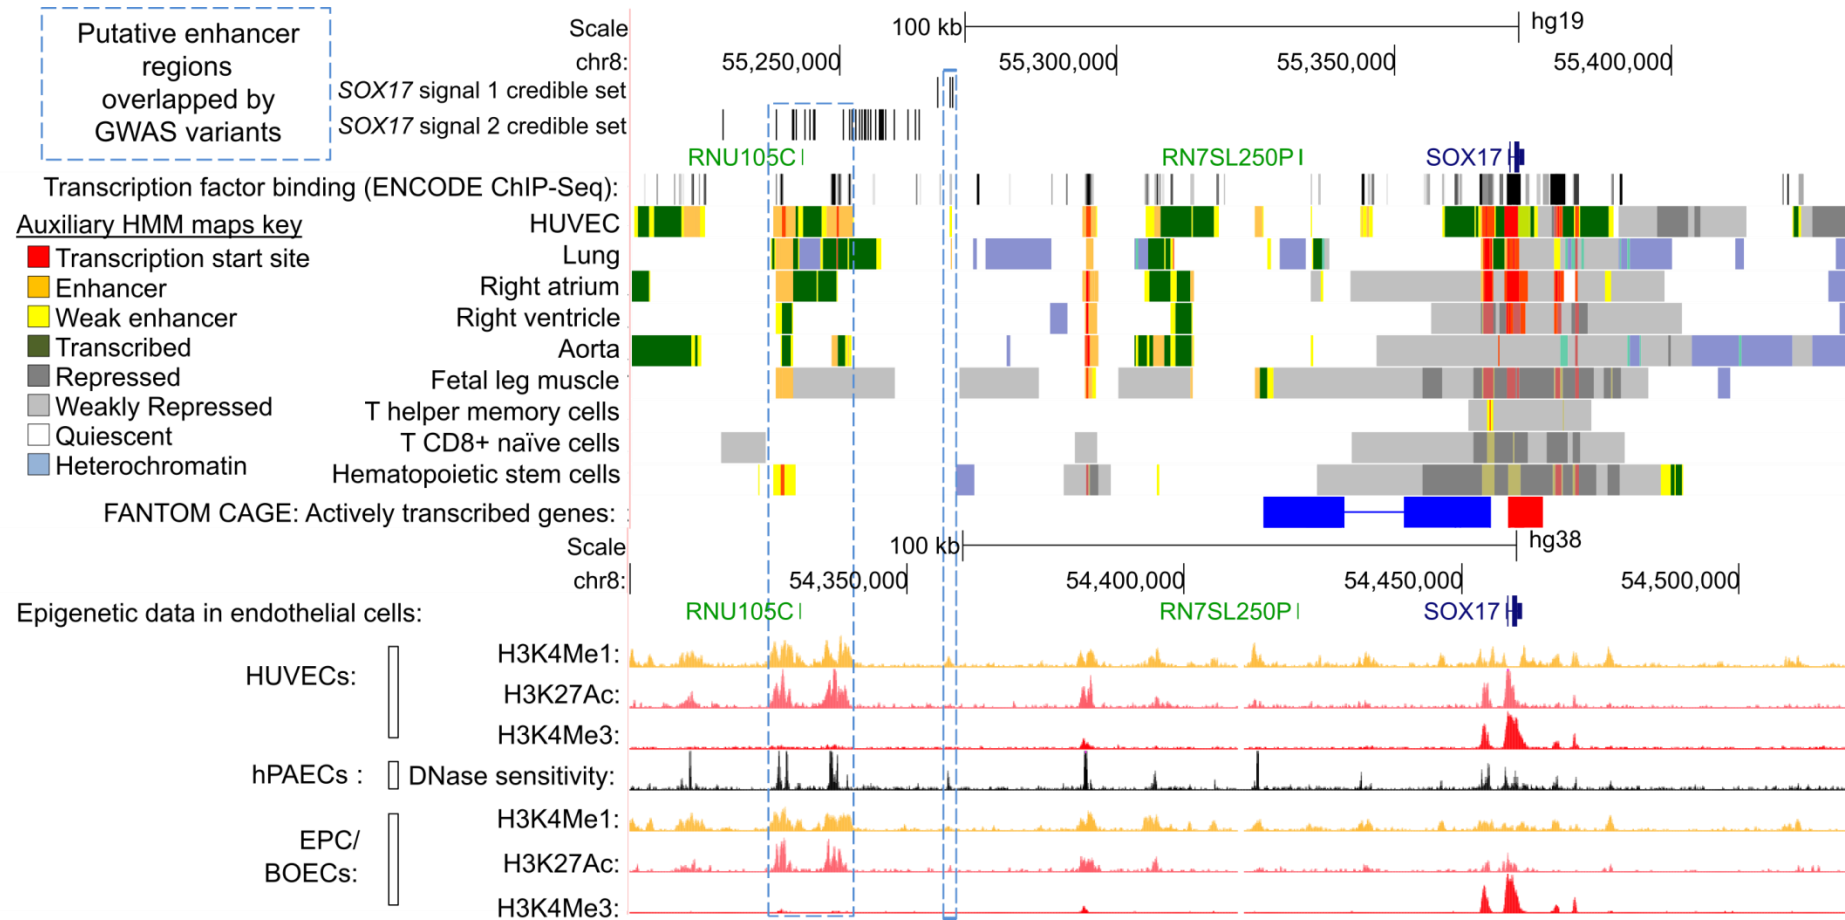 Putative enhancer
regions
overlapped by
GWAS variants
Scale
100 kb
hg19
chr8:
55,250,000
55,300,000
55,350,000
55,400,000
SOX17 signal 1 credible set
SOX17 signal 2 credible set
RNU105C
RN7SL250P
SOX17
Transcription factor binding (ENCODE ChIP-Seq):
Auxiliary HMM maps key
Transcription start site
Enhancer
Weak enhancer
Transcribed
Repressed
Weakly Repressed
Quiescent
Heterochromatin
HUVEC
Lung
Right atrium
Right ventricle
Aorta
Fetal leg muscle
T helper memory cells
T CD8+ naïve cells
Hematopoietic stem cells
FANTOM CAGE: Actively transcribed genes:
Scale
100 kb
hg38
chr8:
54,350,000
54,400,000
54,450,000
54,500,000
RNU105C
RN7SL250P
SOX17
Epigenetic data in endothelial cells:
HUVECs:
H3K4Me1:
H3K27Ac:
H3K4Me3:
hPAECs :
DNase sensitivity:
EPC/
BOECs:
H3K4Me1:
H3K27Ac:
H3K4Me3: